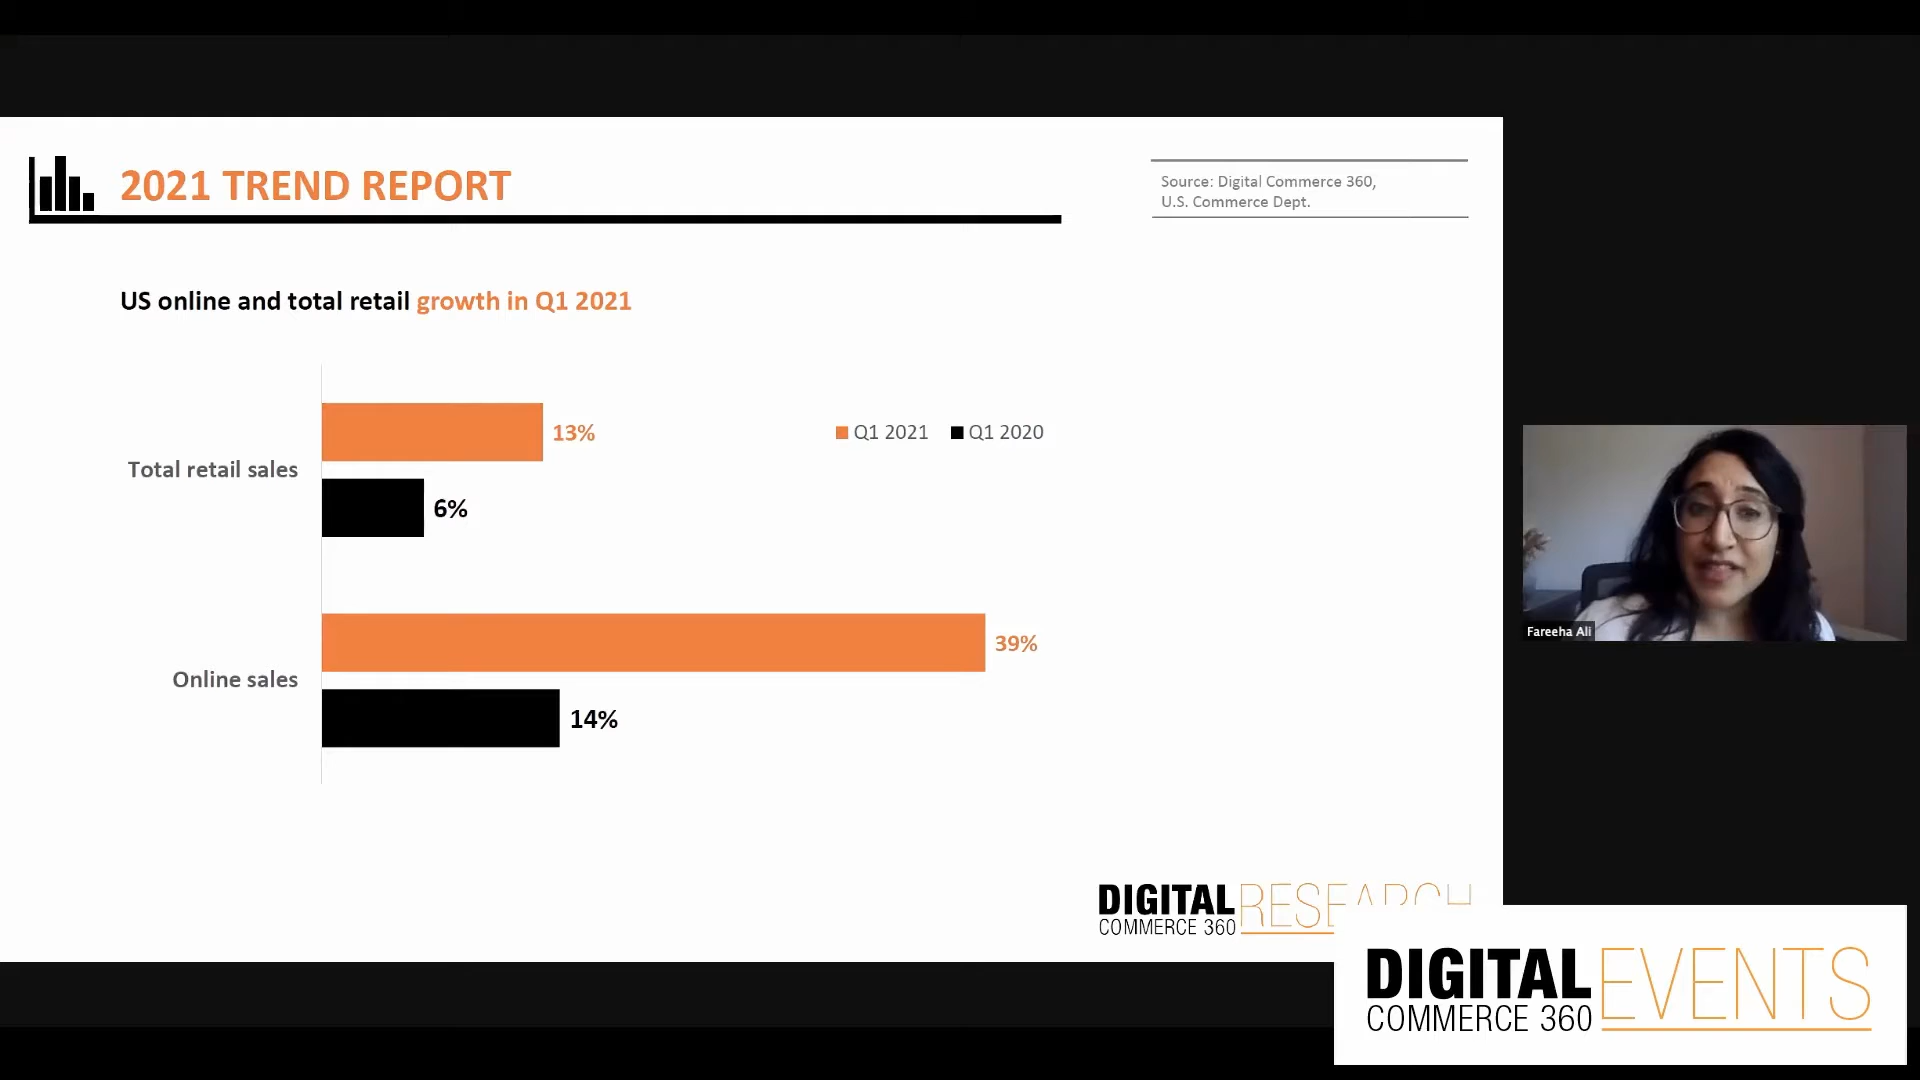 2021 TREND REPORT
Source: Digital Commerce 360,
U.S. Commerce Dept.
US online and total retail growth in Q1 2021
13%
Q1 2021 Q1 2020
Total retail sales
6%
39%
Online sales
14%
Fareeha Ali
DIGITAL RESEARCH
COMMERCE 360
DIGITAL EVENTS
COMMERCE 360